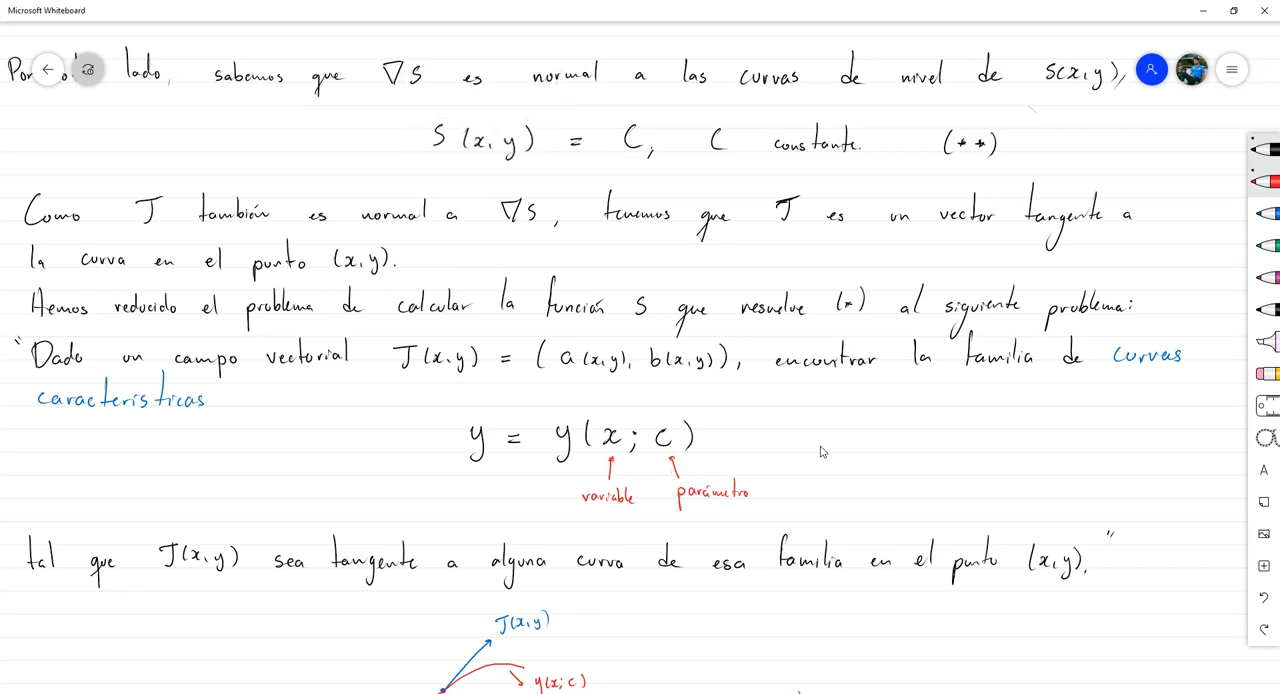 Microsoft Whiteboard
Por lado, sabemos que ∇S es normal a las curvas de nivel de S(x,y),
S(x,y) = C, C constante. (**)
Como J también es normal a ∇S, tenemos que J es un vector tangente a
la curva en el punto (x,y).
Hemos reducido el problema de calcular la función S que resuelve (*) al siguiente problema:
"Dado un campo vectorial J(x,y) = (a(x,y), b(x,y)), encontrar la familia de curvas
características
y = y(x; c)
variable parámetro
tal que J(x,y) sea tangente a alguna curva de esa familia en el punto (x,y)."
J(x,y)
y(x;c)
A